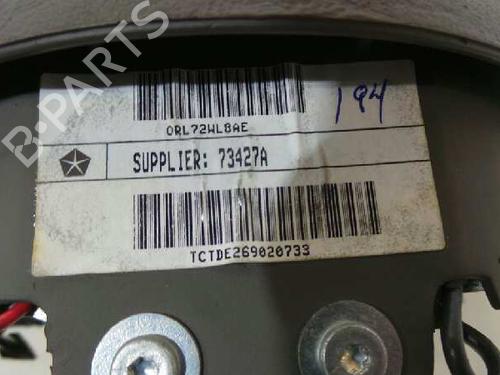 194
0RL72WL8AE
SUPPLIER: 73427A
TCTDE269020733
B-PARTS